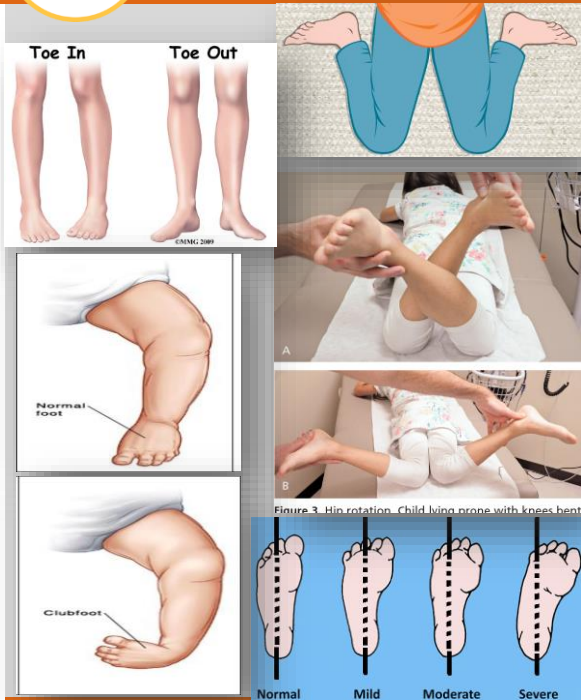 Toe In Toe Out
©MMG 2009
Normal
foot
Clubfoot
A
B
Figure 3. Hip rotation. Child lying prone with knees bent
Normal Mild Moderate Severe